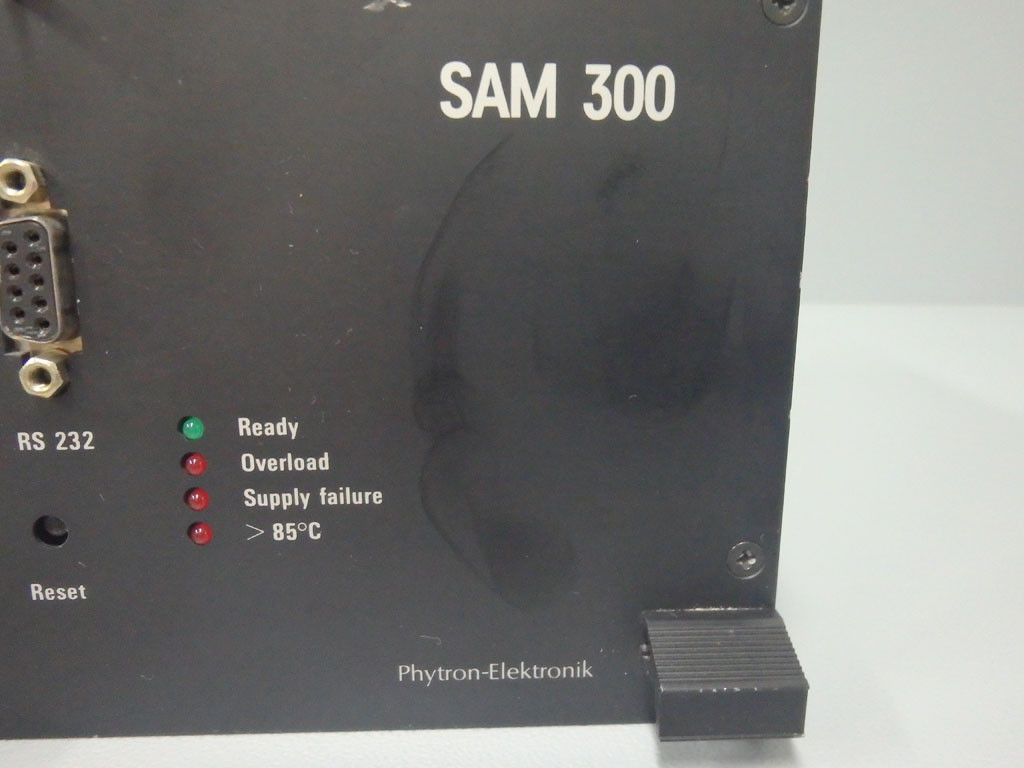 SAM 300
RS 232
Ready
Overload
Supply failure
> 85°C
Reset
Phytron-Elektronik